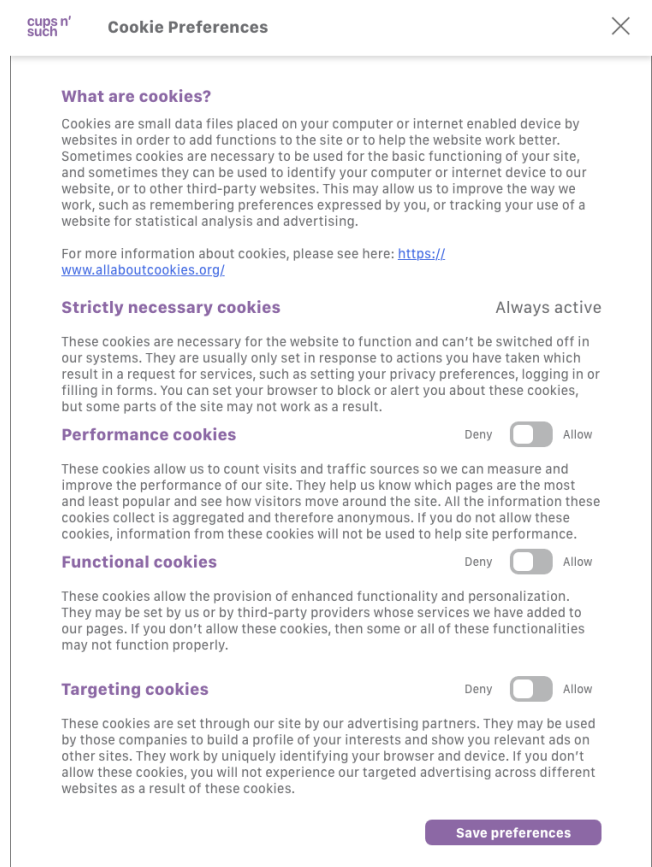 cups n'
such
Cookie Preferences
What are cookies?
Cookies are small data files placed on your computer or internet enabled device by
websites in order to add functions to the site or to help the website work better.
Sometimes cookies are necessary to be used for the basic functioning of your site,
and sometimes they can be used to identify your computer or internet device to our
website, or to other third-party websites. This may allow us to improve the way we
work, such as remembering preferences expressed by you, or tracking your use of a
website for statistical analysis and advertising.
For more information about cookies, please see here: https://
www.allaboutcookies.org/
Strictly necessary cookies Always active
These cookies are necessary for the website to function and can't be switched off in
our systems. They are usually only set in response to actions you have taken which
result in a request for services, such as setting your privacy preferences, logging in or
filling in forms. You can set your browser to block or alert you about these cookies,
but some parts of the site may not work as a result.
Performance cookies Deny Allow
These cookies allow us to count visits and traffic sources so we can measure and
improve the performance of our site. They help us know which pages are the most
and least popular and see how visitors move around the site. All the information these
cookies collect is aggregated and therefore anonymous. If you do not allow these
cookies, information from these cookies will not be used to help site performance.
Functional cookies Deny Allow
These cookies allow the provision of enhanced functionality and personalization.
They may be set by us or by third-party providers whose services we have added to
our pages. If you don't allow these cookies, then some or all of these functionalities
may not function properly.
Targeting cookies Deny Allow
These cookies are set through our site by our advertising partners. They may be used
by those companies to build a profile of your interests and show you relevant ads on
other sites. They work by uniquely identifying your browser and device. If you don't
allow these cookies, you will not experience our targeted advertising across different
websites as a result of these cookies.
Save preferences